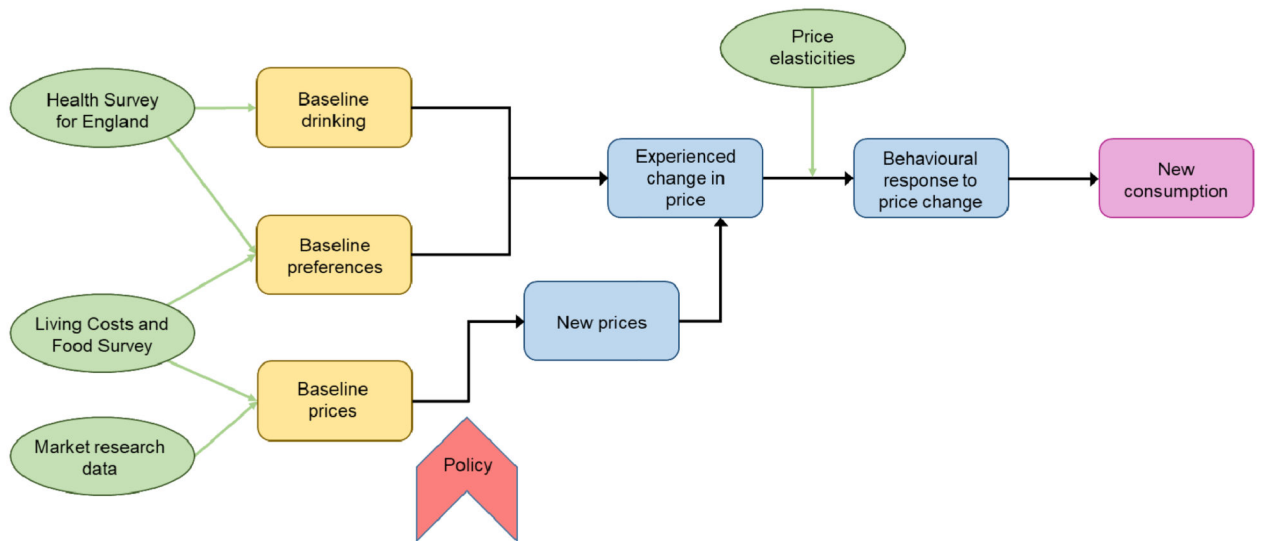 Price
elasticities
Health Survey
for England
Baseline
drinking
Experienced
change in
price
Behavioural
response to
price change
New
consumption
Baseline
preferences
Living Costs and
Food Survey
New prices
Baseline
prices
Market research
data
Policy